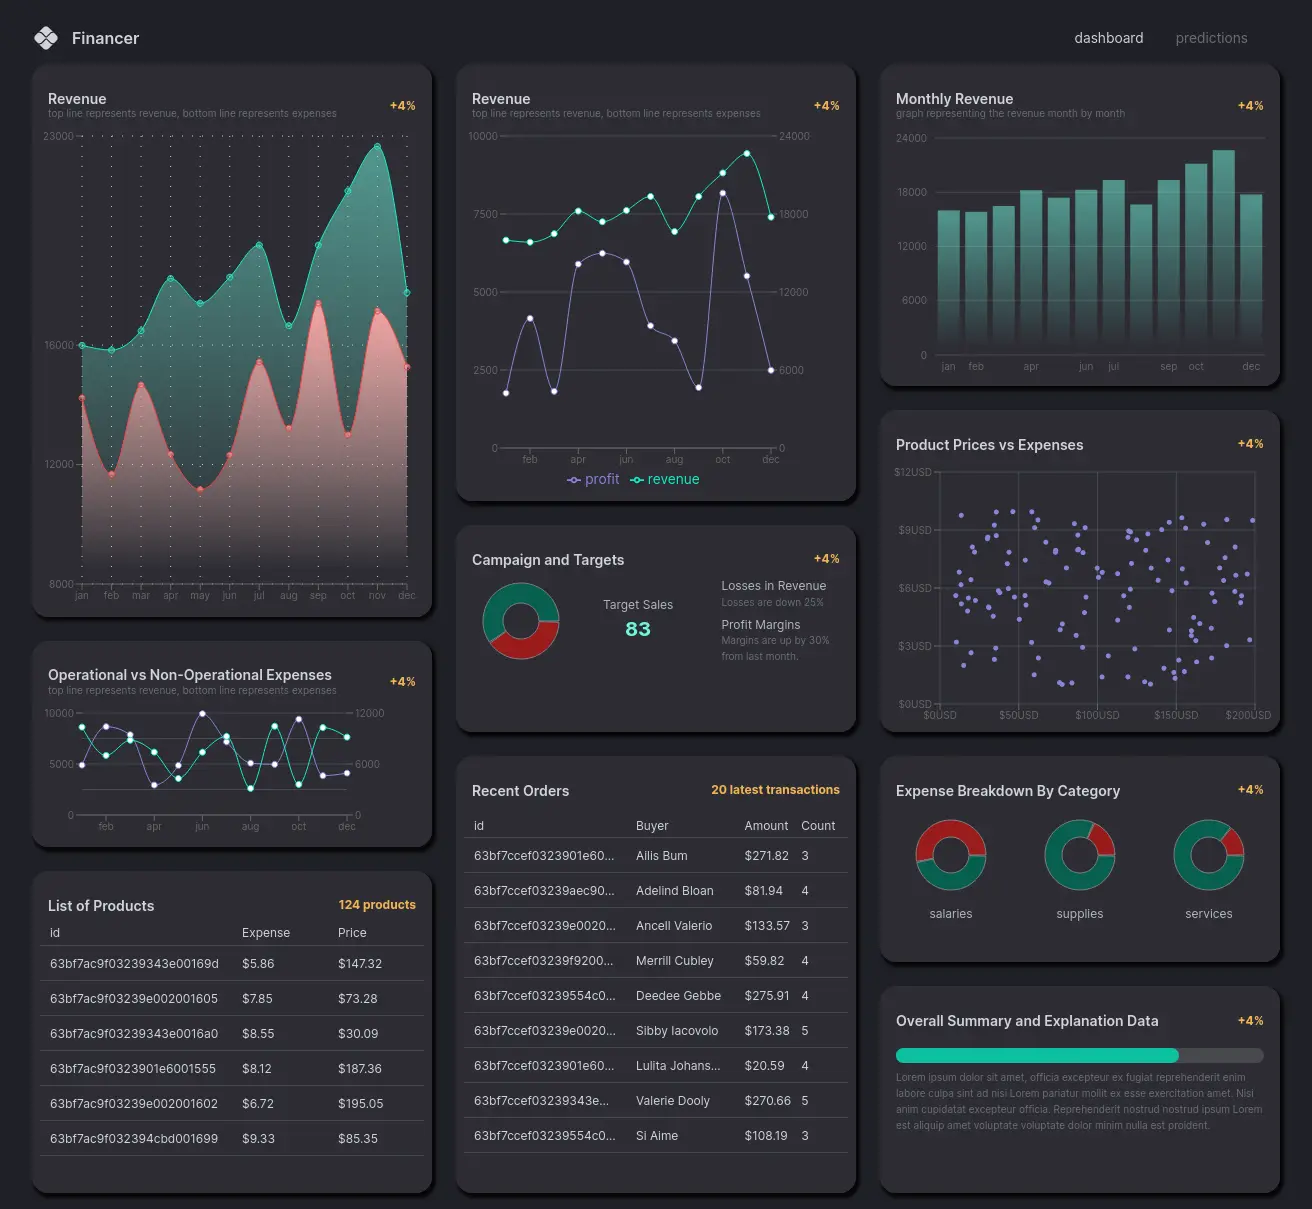 Financer
dashboard
predictions
Revenue
top line represents revenue, bottom line represents expenses
+4%
23000
16000
12000
8000
jan feb mar apr may jun jul aug sep oct nov dec
Operational vs Non-Operational Expenses
top line represents revenue, bottom line represents expenses
+4%
10000
5000
0
12000
6000
0
feb apr jun aug oct dec
List of Products
124 products
id Expense Price
63bf7ac9f03239343e00169d $5.86 $147.32
63bf7ac9f03239e002001605 $7.85 $73.28
63bf7ac9f03239343e0016a0 $8.55 $30.09
63bf7ac9f0323901e6001555 $8.12 $187.36
63bf7ac9f03239e002001602 $6.72 $195.05
63bf7ac9f032394cbd001699 $9.33 $85.35
Revenue
top line represents revenue, bottom line represents expenses
+4%
10000
7500
5000
2500
0
24000
18000
12000
6000
0
feb apr jun aug oct dec
profit revenue
Campaign and Targets
+4%
Target Sales
83
Losses in Revenue
Losses are down 25%
Profit Margins
Margins are up by 30%
from last month.
Recent Orders
20 latest transactions
id Buyer Amount Count
63bf7ccef0323901e60... Ailis Bum $271.82 3
63bf7ccef03239aec90... Adelind Bloan $81.94 4
63bf7ccef03239e0020... Ancell Valerio $133.57 3
63bf7ccef03239f9200... Merrill Cubley $59.82 4
63bf7ccef03239554c0... Deedee Gebbe $275.91 4
63bf7ccef03239e0020... Sibby Iacovolo $173.38 5
63bf7ccef0323901e60... Lulita Johans... $20.59 4
63bf7ccef03239343e... Valerie Dooly $270.66 5
63bf7ccef03239554c0... Si Aime $108.19 3
Monthly Revenue
graph representing the revenue month by month
+4%
24000
18000
12000
6000
0
jan feb apr jun jul sep oct dec
Product Prices vs Expenses
+4%
$12USD
$9USD
$6USD
$3USD
$0USD
$0USD $50USD $100USD $150USD $200USD
Expense Breakdown By Category
+4%
salaries supplies services
Overall Summary and Explanation Data
+4%
Lorem ipsum dolor sit amet, officia excepteur ex fugiat reprehenderit enim
labore culpa sint ad nisi Lorem pariatur mollit ex esse exercitation amet. Nisi
anim cupidatat excepteur officia. Reprehenderit nostrud nostrud ipsum Lorem
est aliquip amet voluptate voluptate dolor minim nulla est proident.